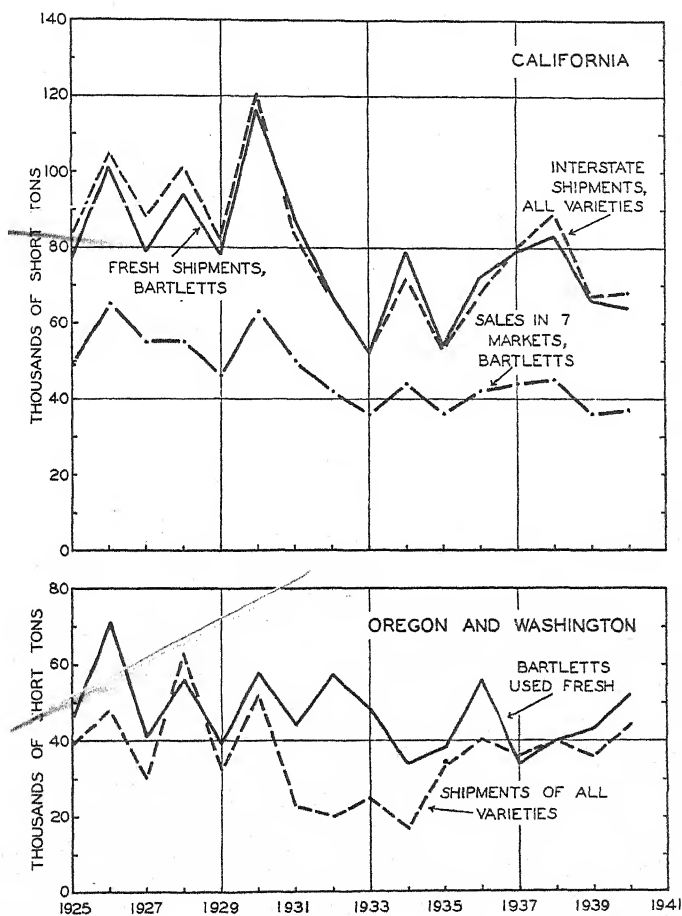 140
CALIFORNIA
120
INTERSTATE
SHIPMENTS,
ALL VARIETIES
100
THOUSANDS OF SHORT TONS
80
FRESH SHIPMENTS,
BARTLETTS
60
SALES IN 7
MARKETS,
BARTLETTS
40
20
0
80
OREGON AND WASHINGTON
BARTLETTS
USED FRESH
60
THOUSANDS OF SHORT TONS
40
SHIPMENTS OF ALL
VARIETIES
20
0
1925 1927 1929 1931 1933 1935 1937 1939 1941